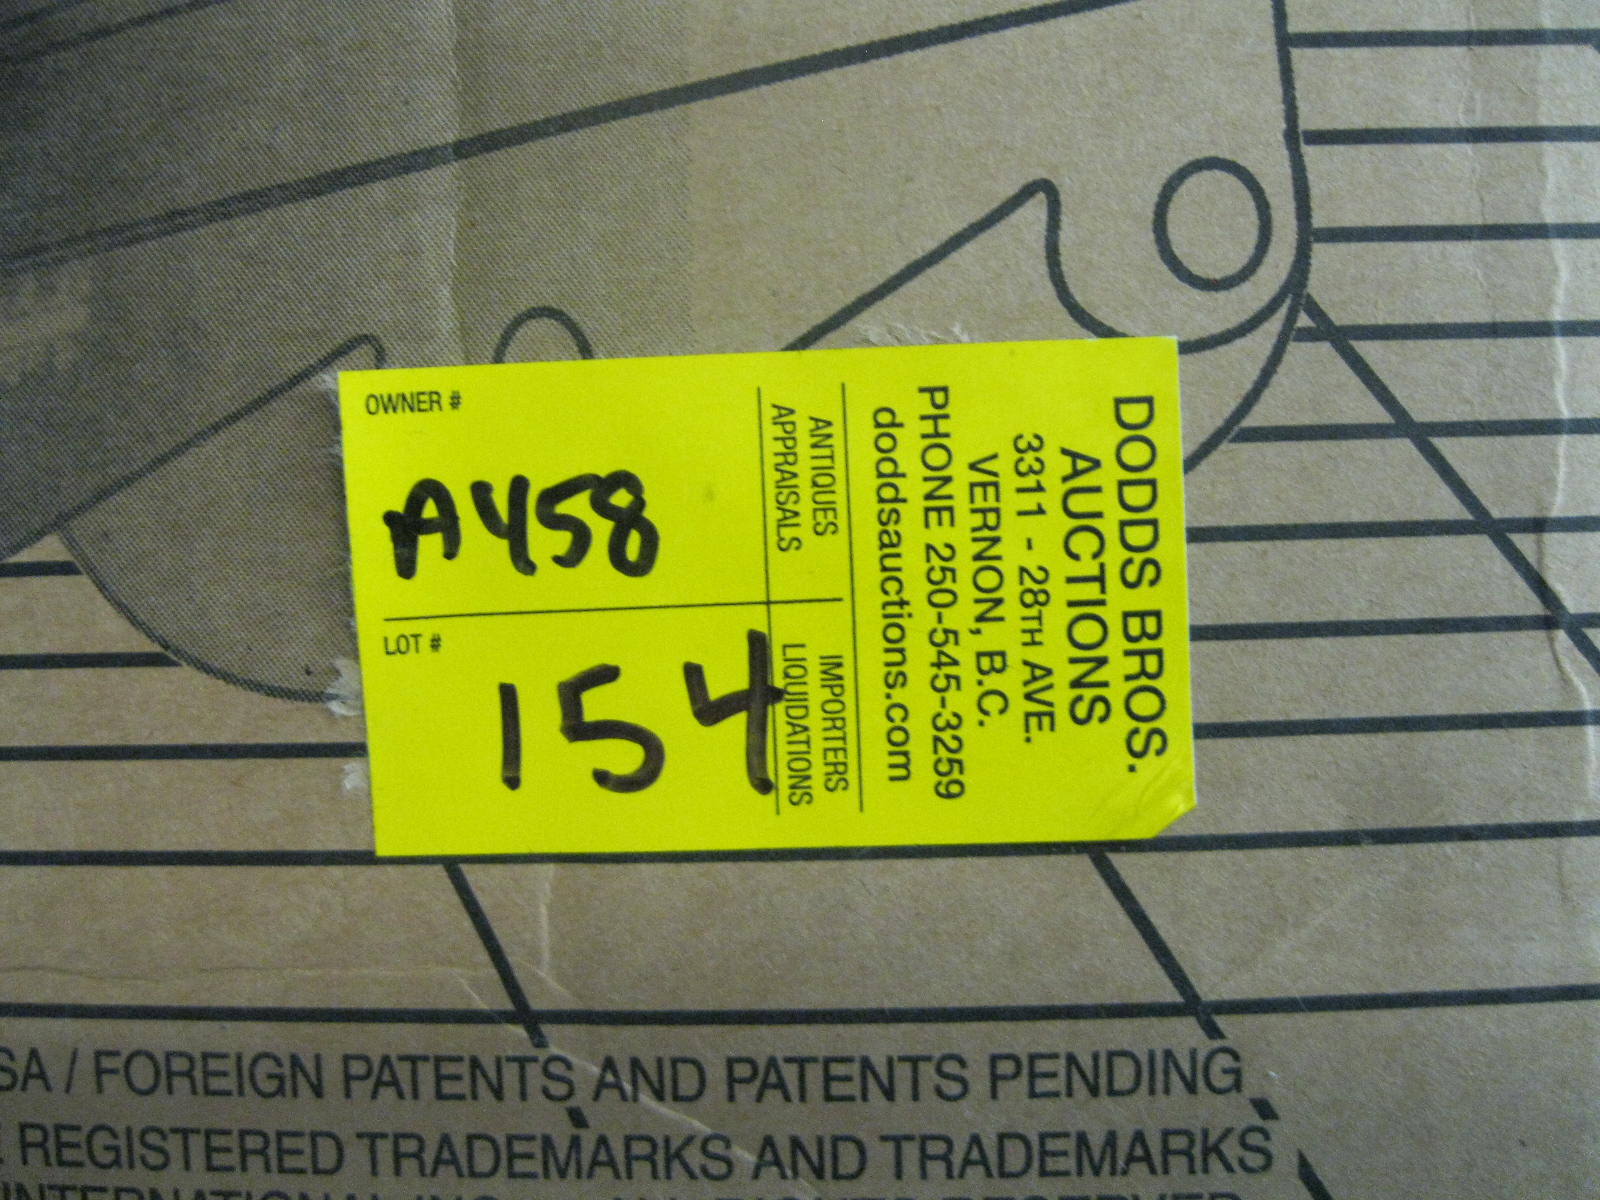 OWNER #
A458
LOT #
154
ANTIQUES
APPRAISALS
IMPORTERS
LIQUIDATIONS
DODDS BROS.
AUCTIONS
3311 - 28TH AVE.
VERNON, B.C.
PHONE 250-545-3259
doddsauctions.com
SA / FOREIGN PATENTS AND PATENTS PENDING
REGISTERED TRADEMARKS AND TRADEMARKS
INTERNATIONAL